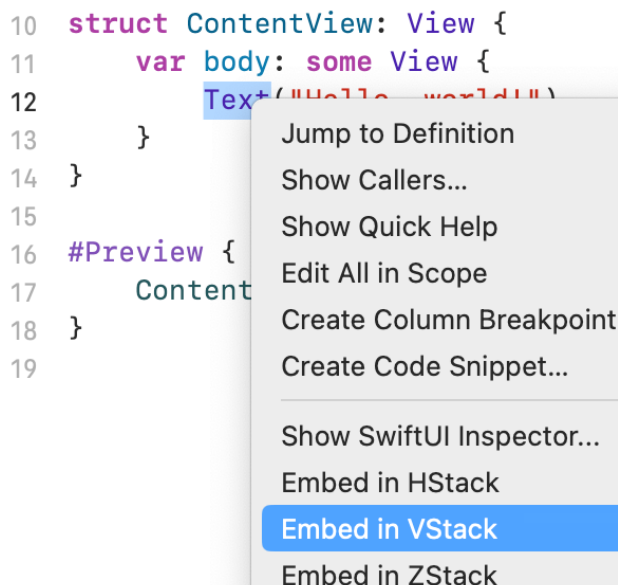 10 struct ContentView: View {
11 var body: some View {
12 Text("Hello, world!")
13 }
14 }
15
16 #Preview {
17 Content
18 }
19
Jump to Definition
Show Callers...
Show Quick Help
Edit All in Scope
Create Column Breakpoint
Create Code Snippet...
Show SwiftUI Inspector...
Embed in HStack
Embed in VStack
Embed in ZStack